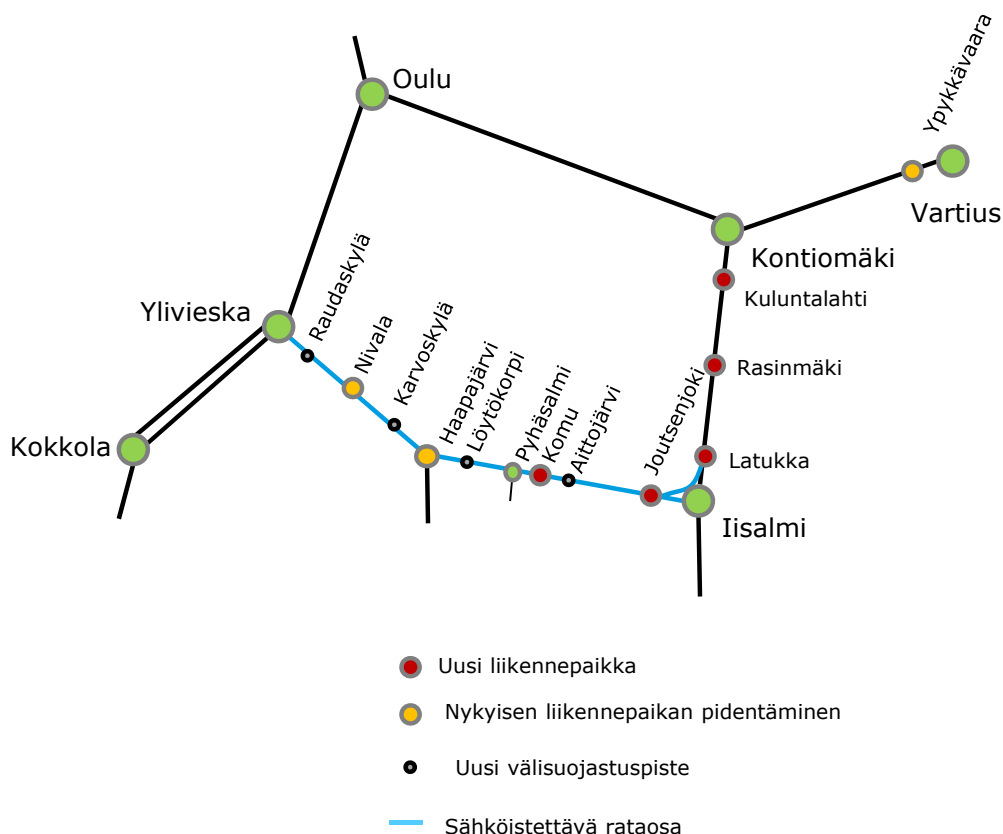 Oulu
Ypykkävaara
Vartius
Kontiomäki
Kuluntalahti
Ylivieska
Raudaskylä
Nivala
Karvoskylä
Rasinmäki
Kokkola
Haapajärvi
Löytökorpi
Pyhäsalmi
Komu
Aittojärvi
Joutsenjoki
Latukka
Iisalmi
Uusi liikennepaikka
Nykyisen liikennepaikan pidentäminen
Uusi välisuojastuspiste
Sähköistettävä rataosa